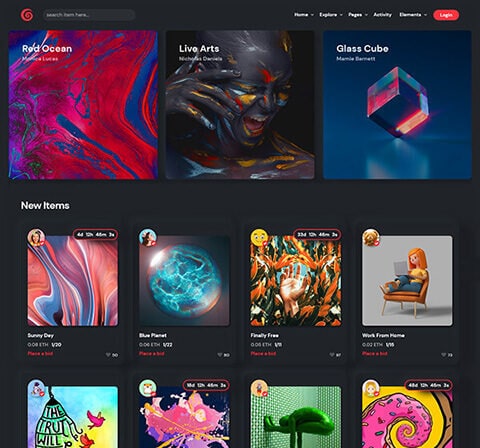 search item here...
Home Explore Pages Activity Elements Login
Red Ocean
Monica Lucas
Live Arts
Nicholas Daniels
Glass Cube
Mamie Barnett
New Items
4d 12h 46m 3s
33d 12h 46m 3s
Sunny Day
Blue Planet
Finally Free
Work From Home
0.08 ETH 1/20
0.06 ETH 1/22
0.05 ETH 1/11
0.02 ETH 1/15
Place a bid 50
Place a bid 80
Place a bid 97
Place a bid 73
18d 12h 46m 3s
48d 12h 46m 3s
THE
TRUTH
WILL